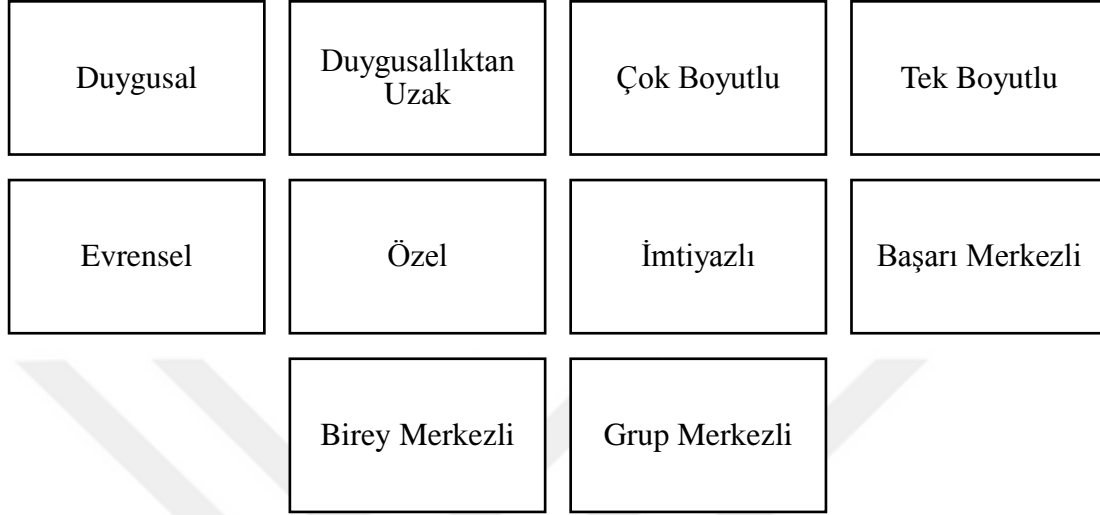 Duygusal
Duygusallıktan
Uzak
Çok Boyutlu
Tek Boyutlu
Evrensel
Özel
İmtiyazlı
Başarı Merkezli
Birey Merkezli
Grup Merkezli